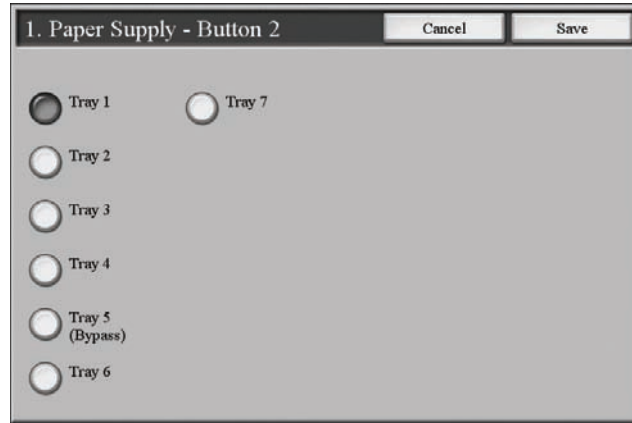 1. Paper Supply - Button 2
Cancel
Save
Tray 1
Tray 7
Tray 2
Tray 3
Tray 4
Tray 5
(Bypass)
Tray 6